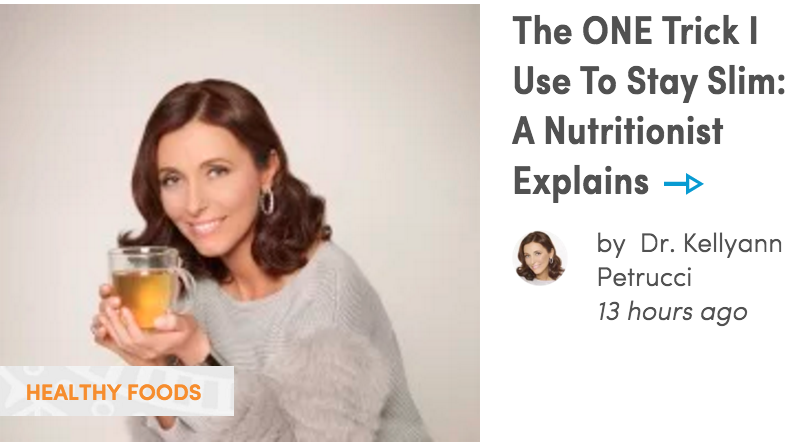 The ONE Trick I
Use To Stay Slim:
A Nutritionist
Explains
by Dr. Kellyann
Petrucci
13 hours ago
HEALTHY FOODS